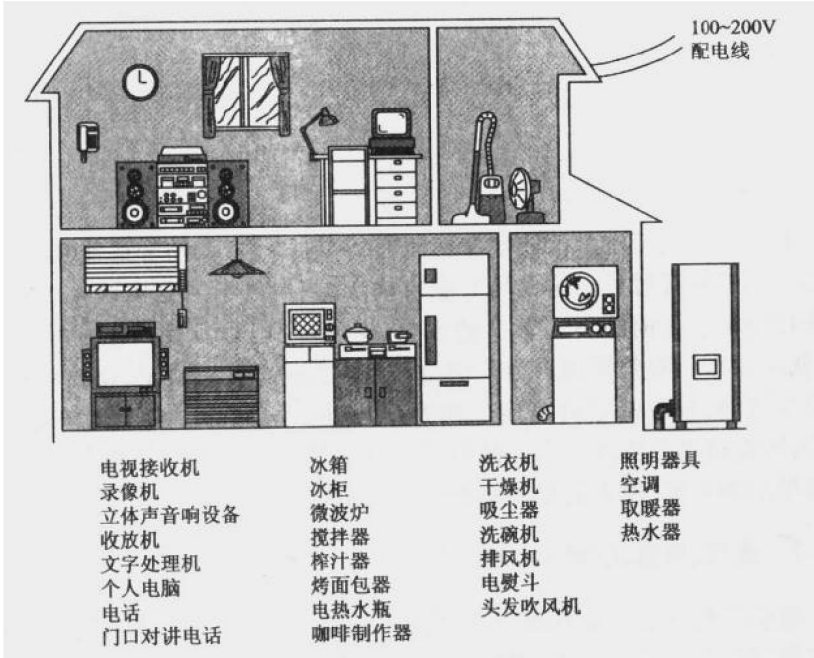 100~200V
配电线
电视接收机
录像机
立体声音响设备
收放机
文字处理机
个人电脑
电话
门口对讲电话
冰箱
冰柜
微波炉
搅拌器
榨汁器
烤面包器
电热水瓶
咖啡制作器
洗衣机
干燥机
吸尘器
洗碗机
排风机
电熨斗
头发吹风机
照明器具
空调
取暖器
热水器